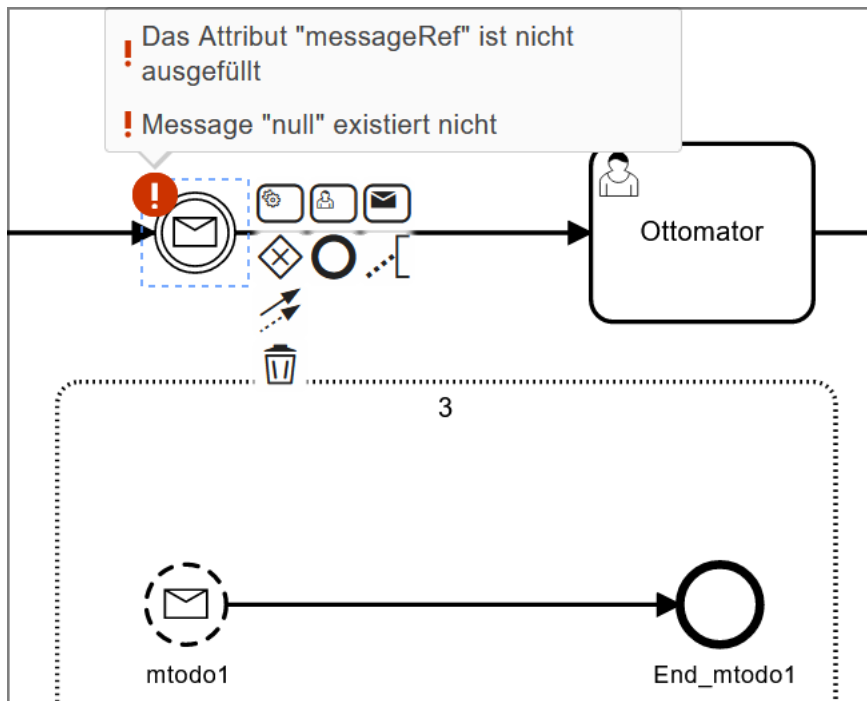 Das Attribut "messageRef" ist nicht
ausgefüllt
Message "null" existiert nicht
Ottomator
3
mtodo1
End_mtodo1